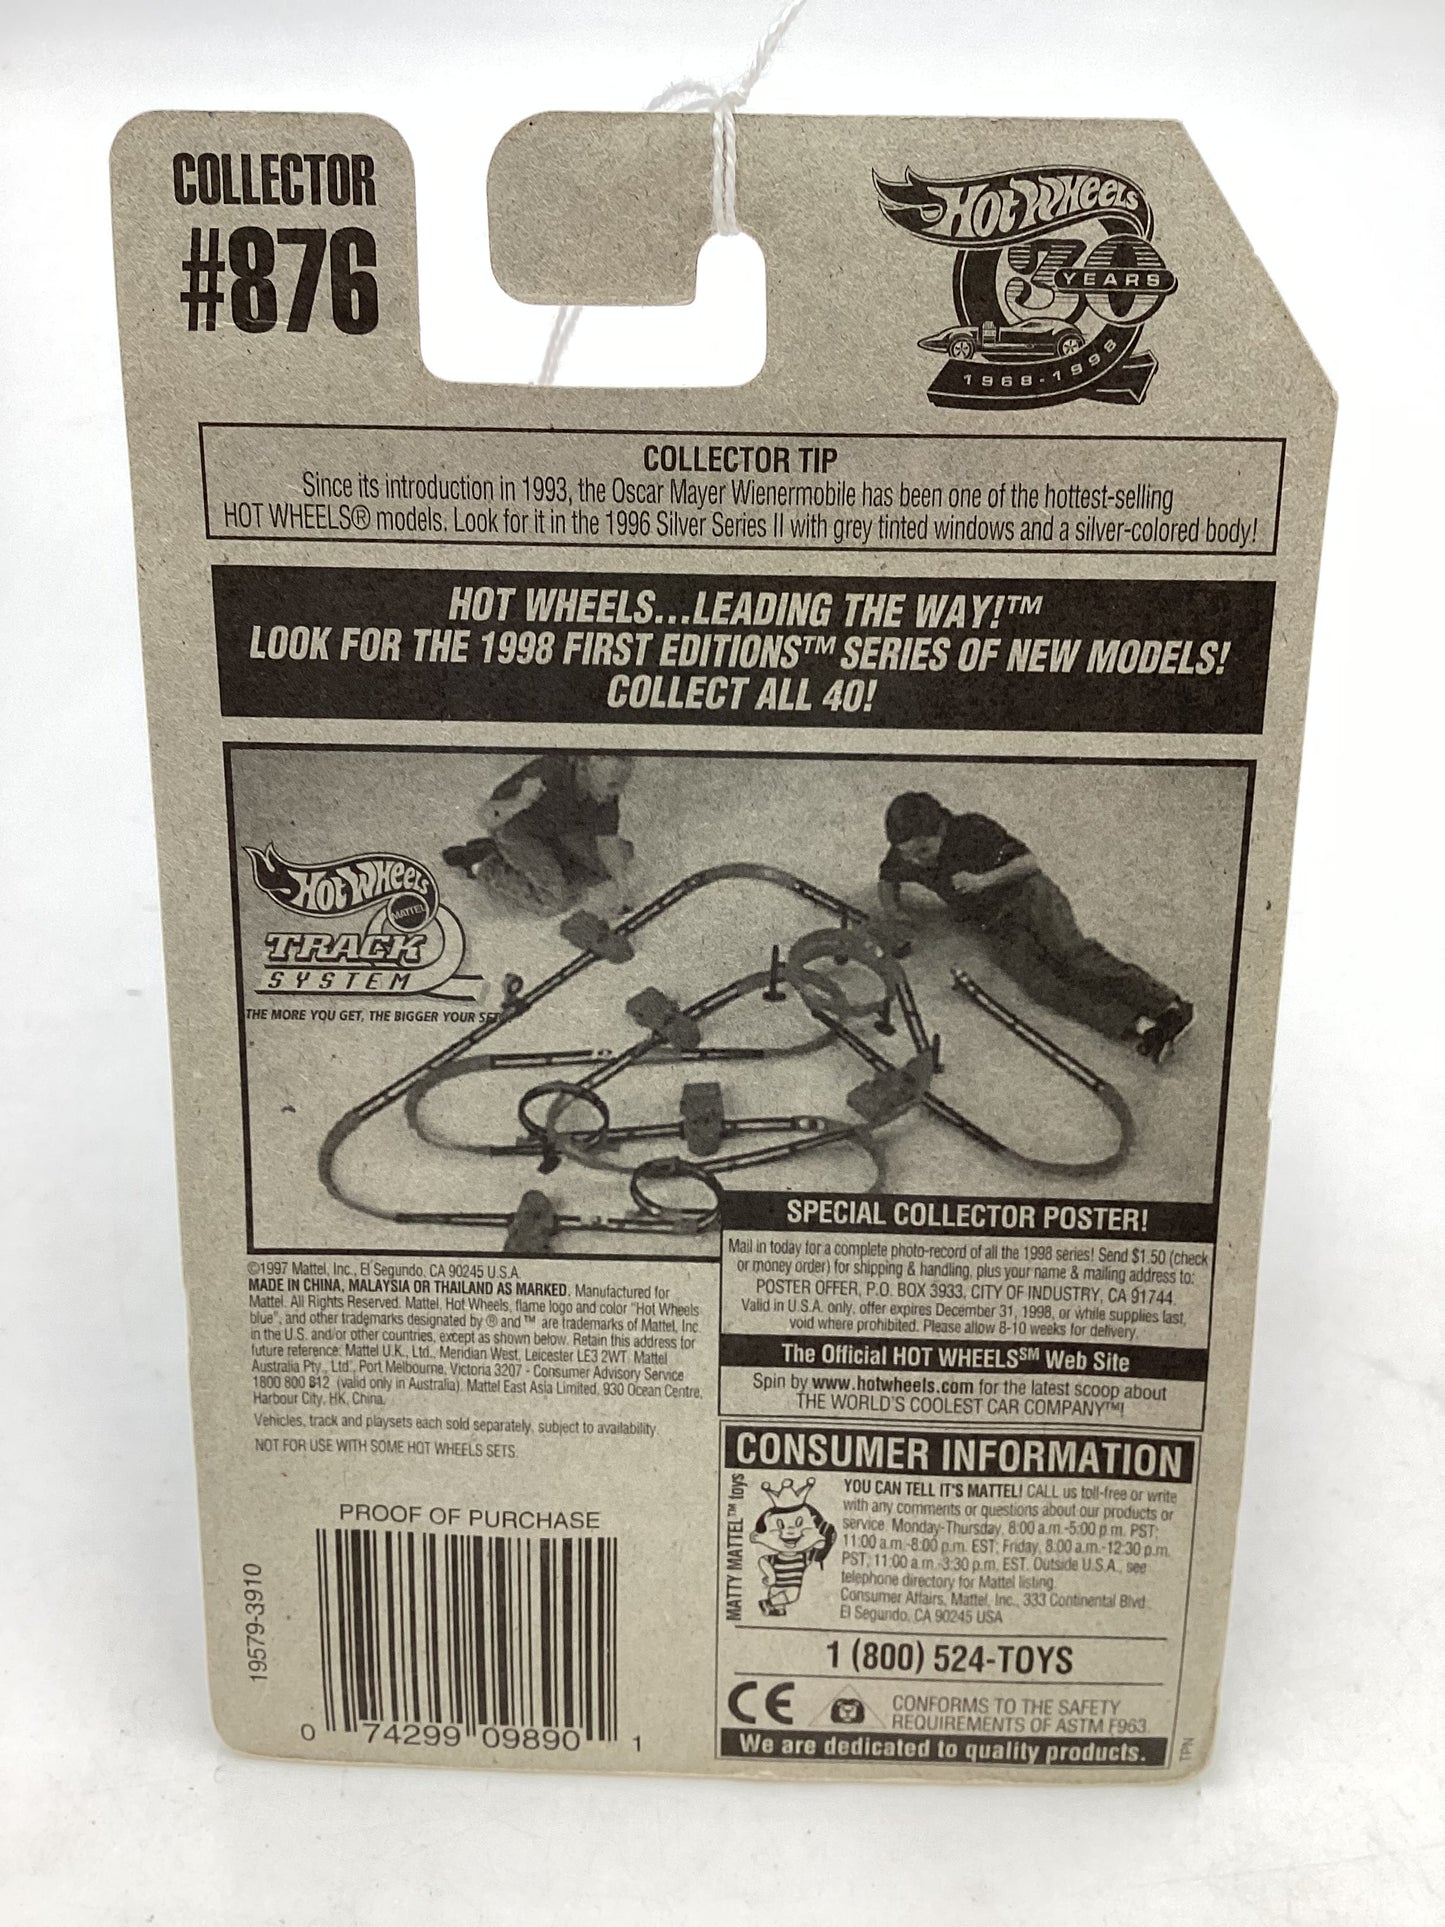 COLLECTOR
#876
HOT WHEELS
30
YEARS
1968-1998
COLLECTOR TIP
Since its introduction in 1993, the Oscar Mayer Wienermobile has been one of the hottest-selling
HOT WHEELS® models. Look for it in the 1996 Silver Series II with grey tinted windows and a silver-colored body!
HOT WHEELS...LEADING THE WAY!™
LOOK FOR THE 1998 FIRST EDITIONS™ SERIES OF NEW MODELS!
COLLECT ALL 40!
HOT WHEELS
MATTEL
TRACK
SYSTEM
THE MORE YOU GET, THE BIGGER YOUR SET
SPECIAL COLLECTOR POSTER!
Mail in today for a complete photo-record of all the 1998 series! Send $1.50 (check
or money order) for shipping & handling, plus your name & mailing address to:
POSTER OFFER, P.O. BOX 3933, CITY OF INDUSTRY, CA 91744.
Valid in U.S.A. only, offer expires December 31, 1998, or while supplies last,
void where prohibited. Please allow 8-10 weeks for delivery.
The Official HOT WHEELS℠ Web Site
Spin by www.hotwheels.com for the latest scoop about
THE WORLD'S COOLEST CAR COMPANY™!
©1997 Mattel, Inc., El Segundo, CA 90245 U.S.A.
MADE IN CHINA, MALAYSIA OR THAILAND AS MARKED. Manufactured for
Mattel. All Rights Reserved. Mattel, Hot Wheels, flame logo and color "Hot Wheels
blue", and other trademarks designated by ® and ™ are trademarks of Mattel, Inc.
in the U.S. and/or other countries, except as shown below. Retain this address for
future reference: Mattel U.K., Ltd., Meridian West, Leicester LE3 2WT. Mattel
Australia Pty., Ltd., Port Melbourne, Victoria 3207 - Consumer Advisory Service
1800 800 812 (valid only in Australia). Mattel East Asia Limited, 930 Ocean Centre,
Harbour City, HK, China.
Vehicles, track and playsets each sold separately, subject to availability.
NOT FOR USE WITH SOME HOT WHEELS SETS.
PROOF OF PURCHASE
19579-3910
0 74299 09890 1
CONSUMER INFORMATION
MATTY MATTEL™ toys
YOU CAN TELL IT'S MATTEL! CALL us toll-free or write
with any comments or questions about our products or
service. Monday-Thursday, 8:00 a.m.-5:00 p.m. PST;
11:00 a.m.-8:00 p.m. EST; Friday, 8:00 a.m.-12:30 p.m.
PST, 11:00 a.m.-3:30 p.m. EST. Outside U.S.A., see
telephone directory for Mattel listing.
Consumer Affairs, Mattel, Inc., 333 Continental Blvd.
El Segundo, CA 90245 USA
1 (800) 524-TOYS
CE
CONFORMS TO THE SAFETY
REQUIREMENTS OF ASTM F963.
We are dedicated to quality products.
TPN